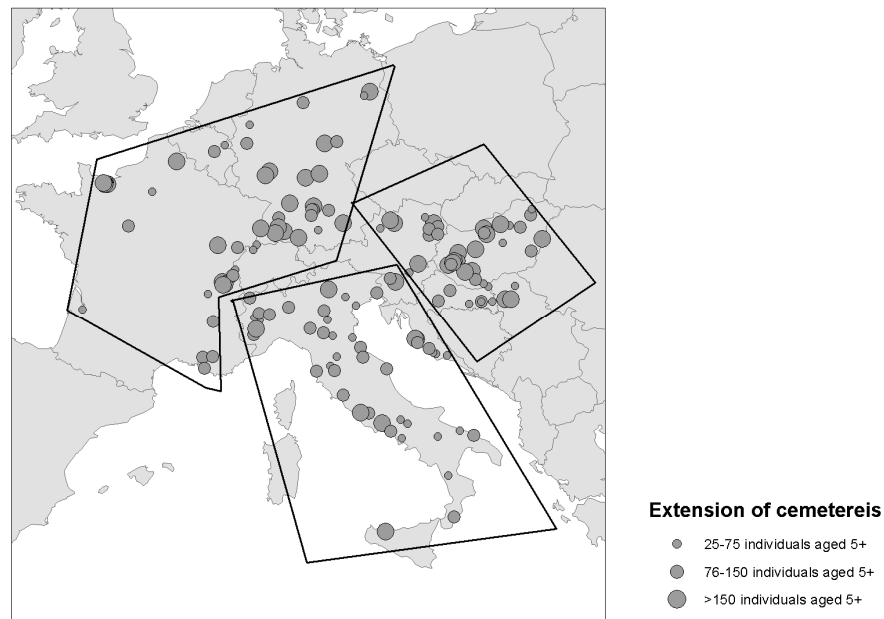 Extension of cemetereis
25-75 individuals aged 5+
76-150 individuals aged 5+
>150 individuals aged 5+